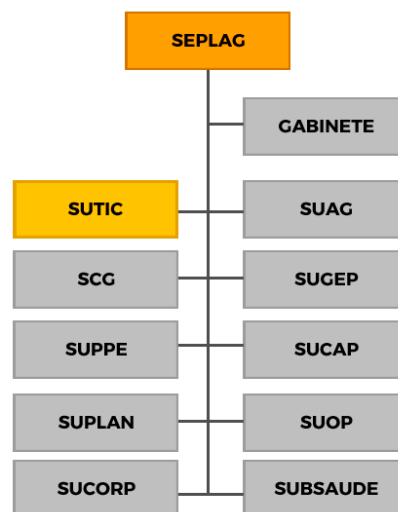 SEPLAG
GABINETE
SUTIC
SUAG
SCG
SUGEP
SUPPE
SUCAP
SUPLAN
SUOP
SUCORP
SUBSAUDE